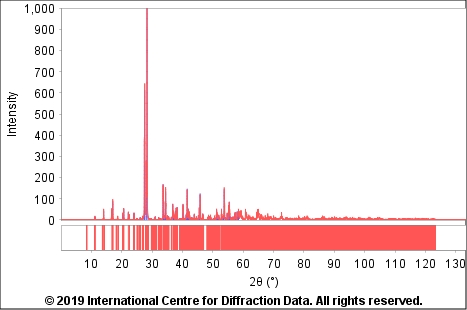 1,000
900
800
700
600
500
400
300
200
100
0
Intensity
10 20 30 40 50 60 70 80 90 100 110 120 130
2θ (°)
© 2019 International Centre for Diffraction Data. All rights reserved.